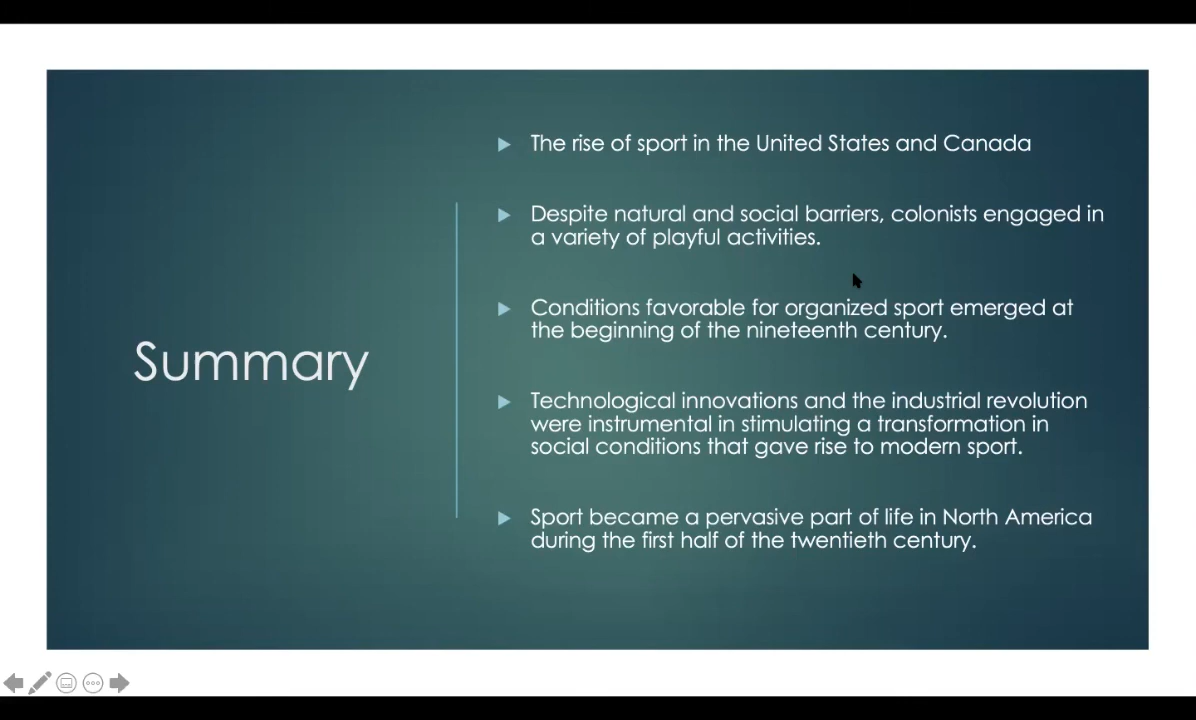 Summary
The rise of sport in the United States and Canada
Despite natural and social barriers, colonists engaged in
a variety of playful activities.
Conditions favorable for organized sport emerged at
the beginning of the nineteenth century.
Technological innovations and the industrial revolution
were instrumental in stimulating a transformation in
social conditions that gave rise to modern sport.
Sport became a pervasive part of life in North America
during the first half of the twentieth century.